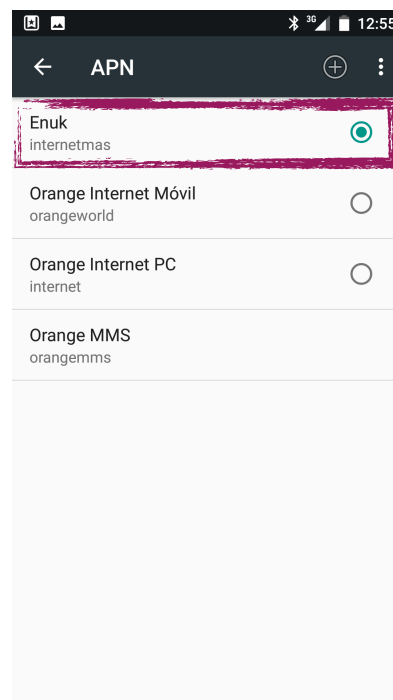 3G 12:55
APN
Enuk
internetmas
Orange Internet Móvil
orangeworld
Orange Internet PC
internet
Orange MMS
orangemms